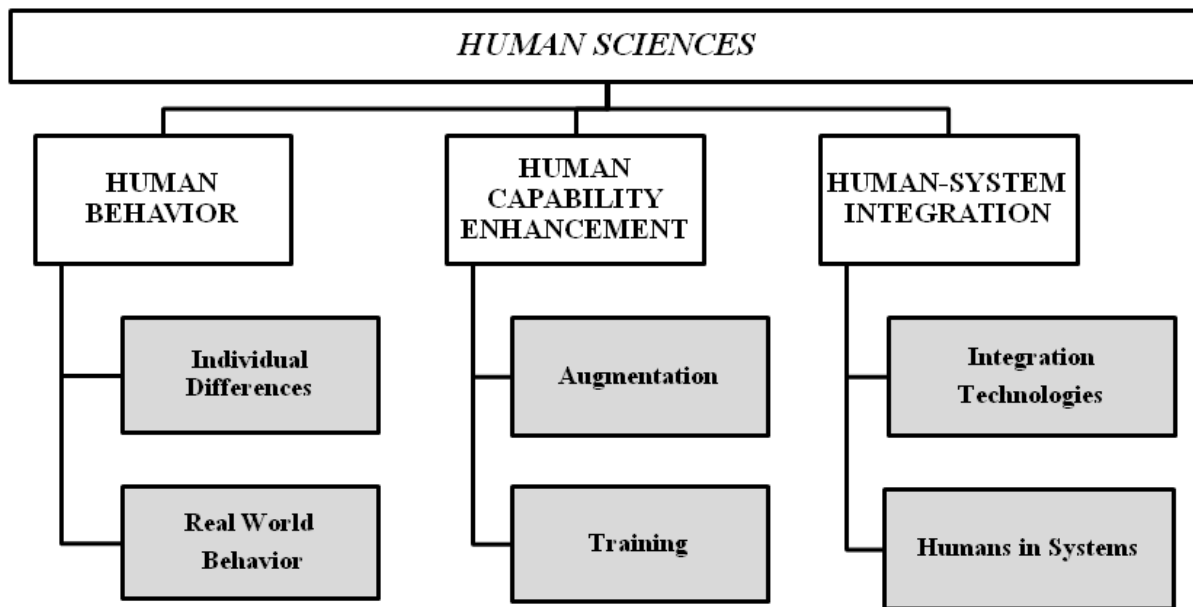 HUMAN SCIENCES
HUMAN
BEHAVIOR
HUMAN
CAPABILITY
ENHANCEMENT
HUMAN-SYSTEM
INTEGRATION
Individual
Differences
Augmentation
Integration
Technologies
Real World
Behavior
Training
Humans in Systems